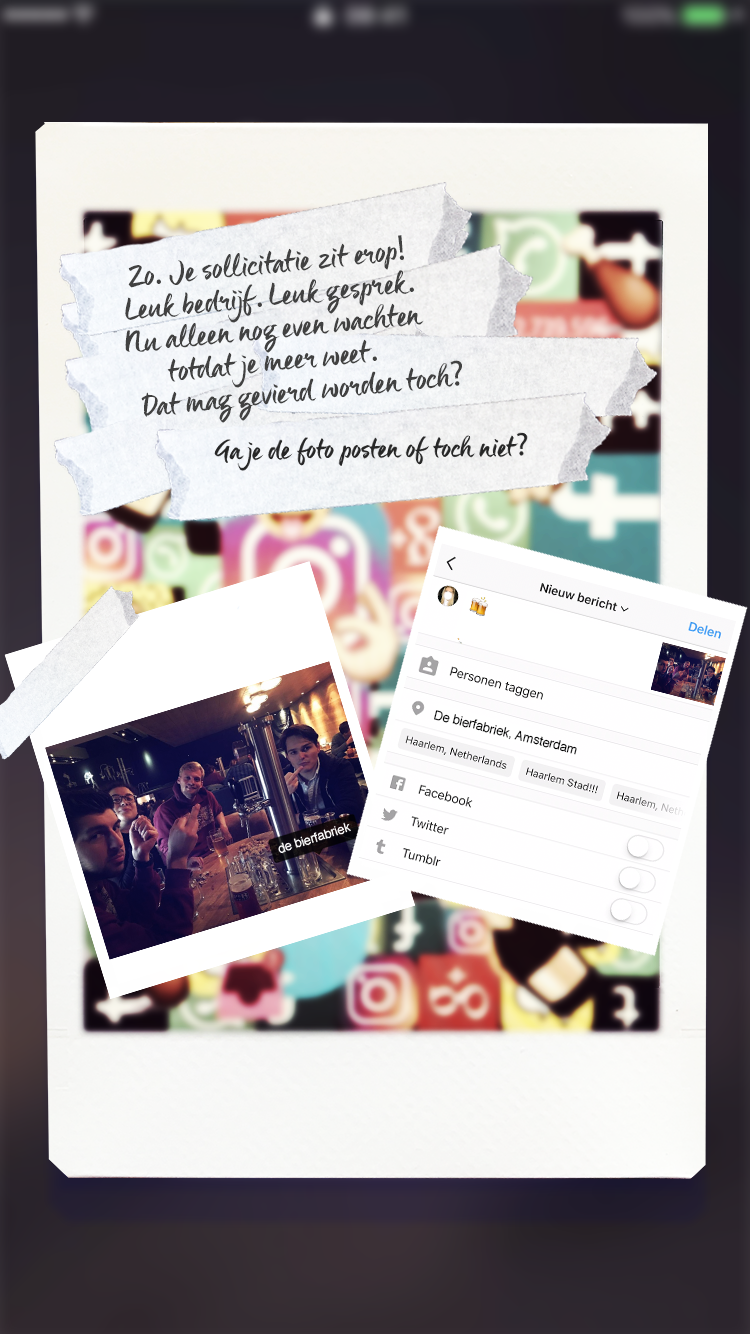 Zo. Je sollicitatie zit erop!
Leuk bedrijf. Leuk gesprek.
Nu alleen nog even wachten
totdat je meer weet.
Dat mag gevierd worden toch?
Ga je de foto posten of toch niet?
de bierfabriek
Nieuw bericht
Delen
Personen taggen
De bierfabriek, Amsterdam
Haarlem, Netherlands
Haarlem Stad!!!
Haarlem, Neth
Facebook
Twitter
Tumblr